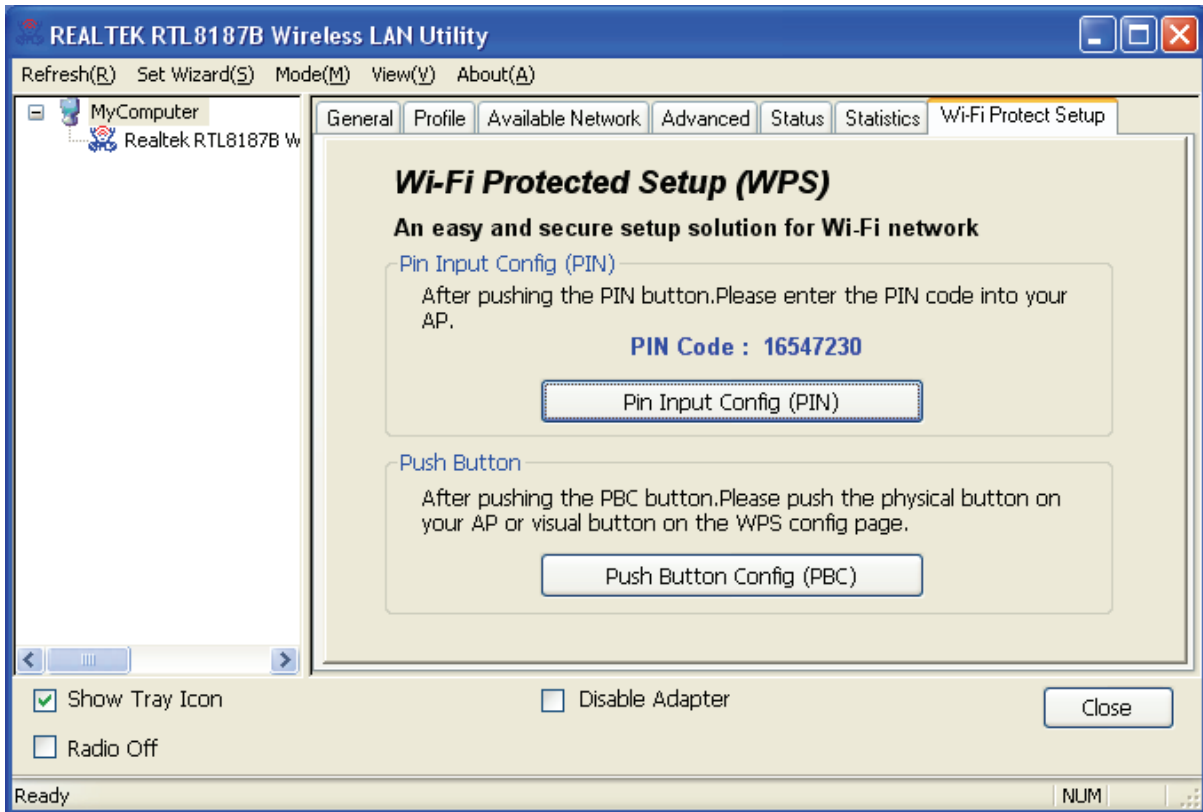 REALTEK RTL8187B Wireless LAN Utility
Refresh(R) Set Wizard(S) Mode(M) View(V) About(A)
MyComputer
Realtek RTL8187B W
General Profile Available Network Advanced Status Statistics Wi-Fi Protect Setup
Wi-Fi Protected Setup (WPS)
An easy and secure setup solution for Wi-Fi network
Pin Input Config (PIN)
After pushing the PIN button.Please enter the PIN code into your
AP.
PIN Code : 16547230
Pin Input Config (PIN)
Push Button
After pushing the PBC button.Please push the physical button on
your AP or visual button on the WPS config page.
Push Button Config (PBC)
Show Tray Icon
Disable Adapter
Close
Radio Off
Ready
NUM